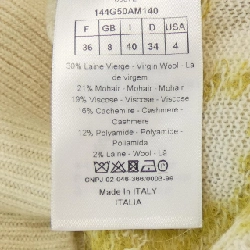 144G50AM140
F GB I D USA
36 8 40 34 4
30% Laine Vierge - Virgin Wool - La
de virgem
21% Mohair - Mohair - Mohair
19% Viscose - Viscose - Viscose
6% Cachemire - Cashmere -
Cashmere
12% Polyamide - Polyamide -
Poliamida
2% Laine - Wool - Lã
Made In ITALY
ITALIA